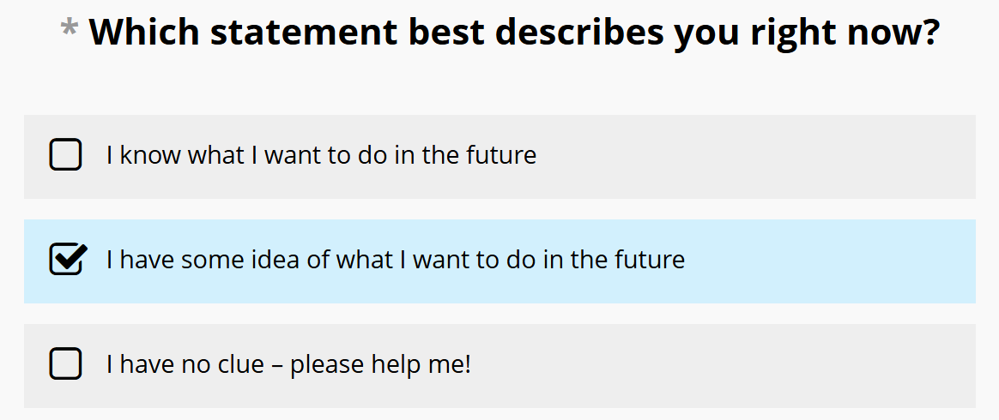 * Which statement best describes you right now?
I know what I want to do in the future
I have some idea of what I want to do in the future
I have no clue – please help me!